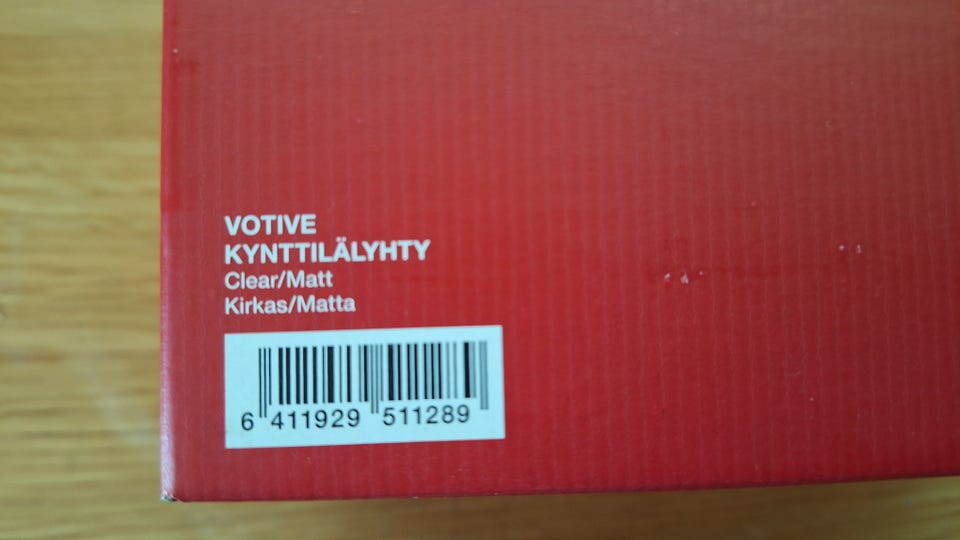 VOTIVE
KYNTTILÄLYHTY
Clear/Matt
Kirkas/Matta
6 411929 511289